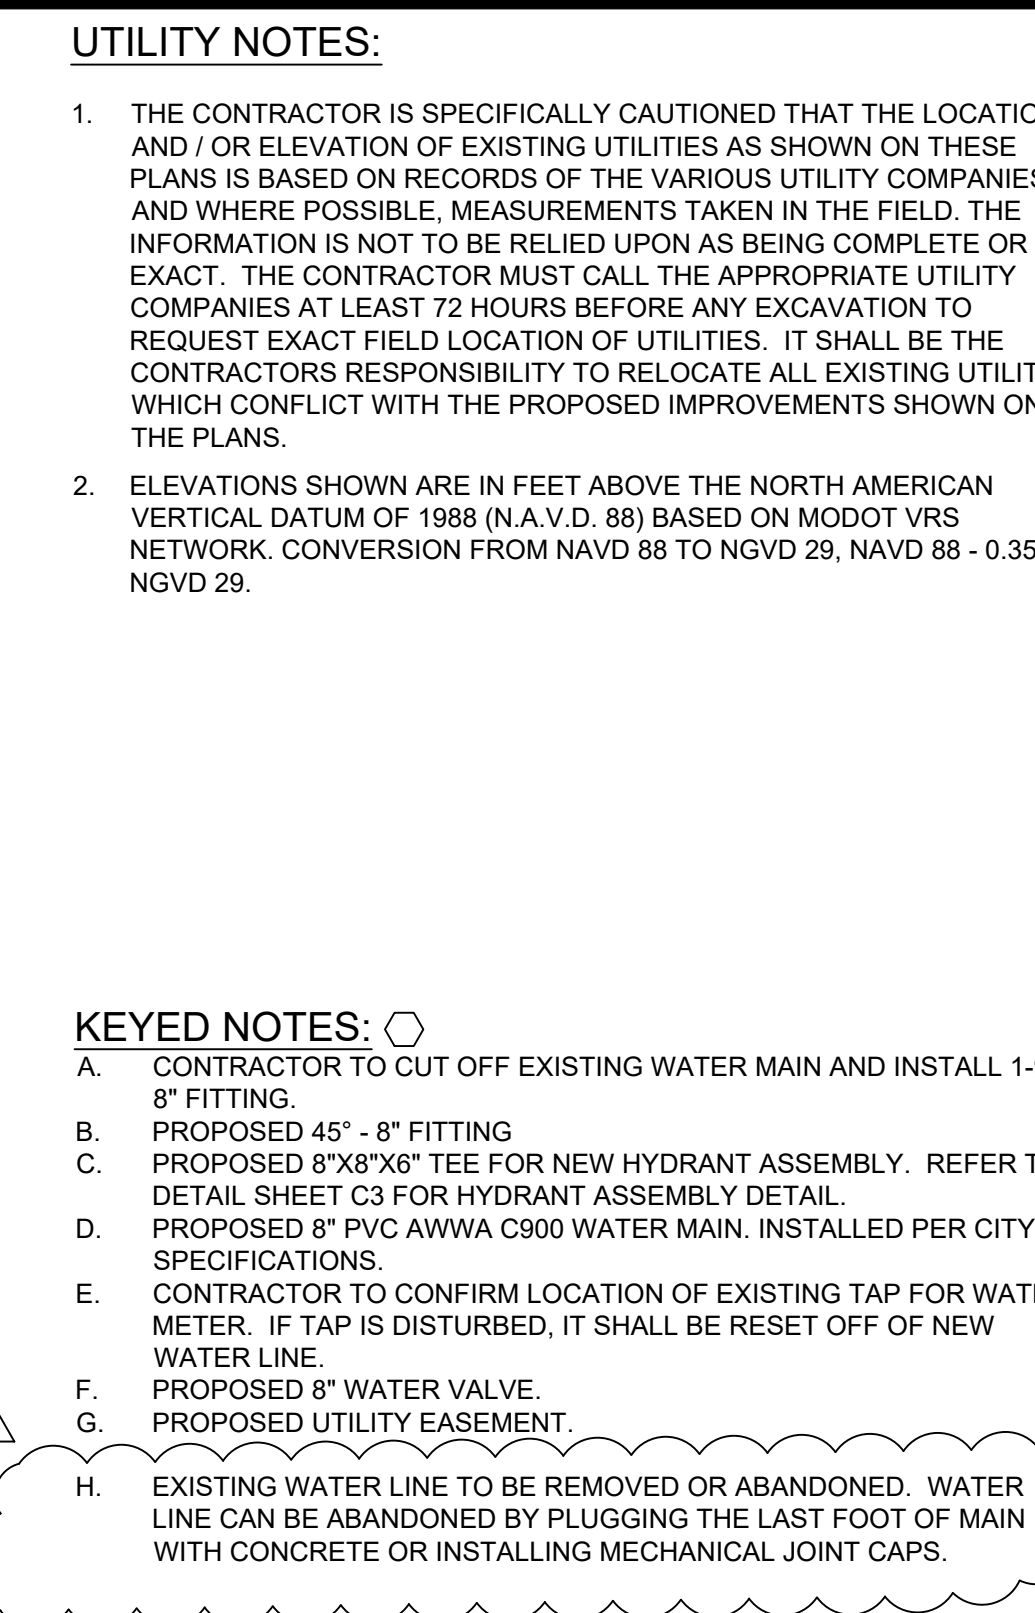 UTILITY NOTES:
1. THE CONTRACTOR IS SPECIFICALLY CAUTIONED THAT THE
AND / OR ELEVATION OF EXISTING UTILITIES AS SHOWN ON THESE
PLANS IS BASED ON RECORDS OF THE VARIOUS UTILITY
AND WHERE POSSIBLE, MEASUREMENTS TAKEN IN THE FIELD. THE
INFORMATION IS NOT TO BE RELIED UPON AS BEING COMPLETE OR
EXACT. THE CONTRACTOR MUST CALL THE APPROPRIATE UTILITY
COMPANIES AT LEAST 72 HOURS BEFORE ANY EXCAVATION TO
REQUEST EXACT FIELD LOCATION OF UTILITIES. IT SHALL BE THE
CONTRACTORS RESPONSIBILITY TO RELOCATE ALL EXISTING
WHICH CONFLICT WITH THE PROPOSED IMPROVEMENTS SHOWN ON
THE PLANS.
2. ELEVATIONS SHOWN ARE IN FEET ABOVE THE NORTH AMERICAN
VERTICAL DATUM OF 1988 (N.A.V.D. 88) BASED ON MODOT VRS
NETWORK. CONVERSION FROM NAVD 88 TO NGVD 29, NAVD 88 - 0.35
NGVD 29.
KEYED NOTES:
A. CONTRACTOR TO CUT OFF EXISTING WATER MAIN AND INSTALL
8" FITTING.
B. PROPOSED 45° - 8" FITTING
C. PROPOSED 8"X8"X6" TEE FOR NEW HYDRANT ASSEMBLY. REFER
DETAIL SHEET C3 FOR HYDRANT ASSEMBLY DETAIL.
D. PROPOSED 8" PVC AWWA C900 WATER MAIN. INSTALLED PER CITY
SPECIFICATIONS.
E. CONTRACTOR TO CONFIRM LOCATION OF EXISTING TAP FOR
METER. IF TAP IS DISTURBED, IT SHALL BE RESET OFF OF NEW
WATER LINE.
F. PROPOSED 8" WATER VALVE.
G. PROPOSED UTILITY EASEMENT.
H. EXISTING WATER LINE TO BE REMOVED OR ABANDONED. WATER
LINE CAN BE ABANDONED BY PLUGGING THE LAST FOOT OF MAIN
WITH CONCRETE OR INSTALLING MECHANICAL JOINT CAPS.